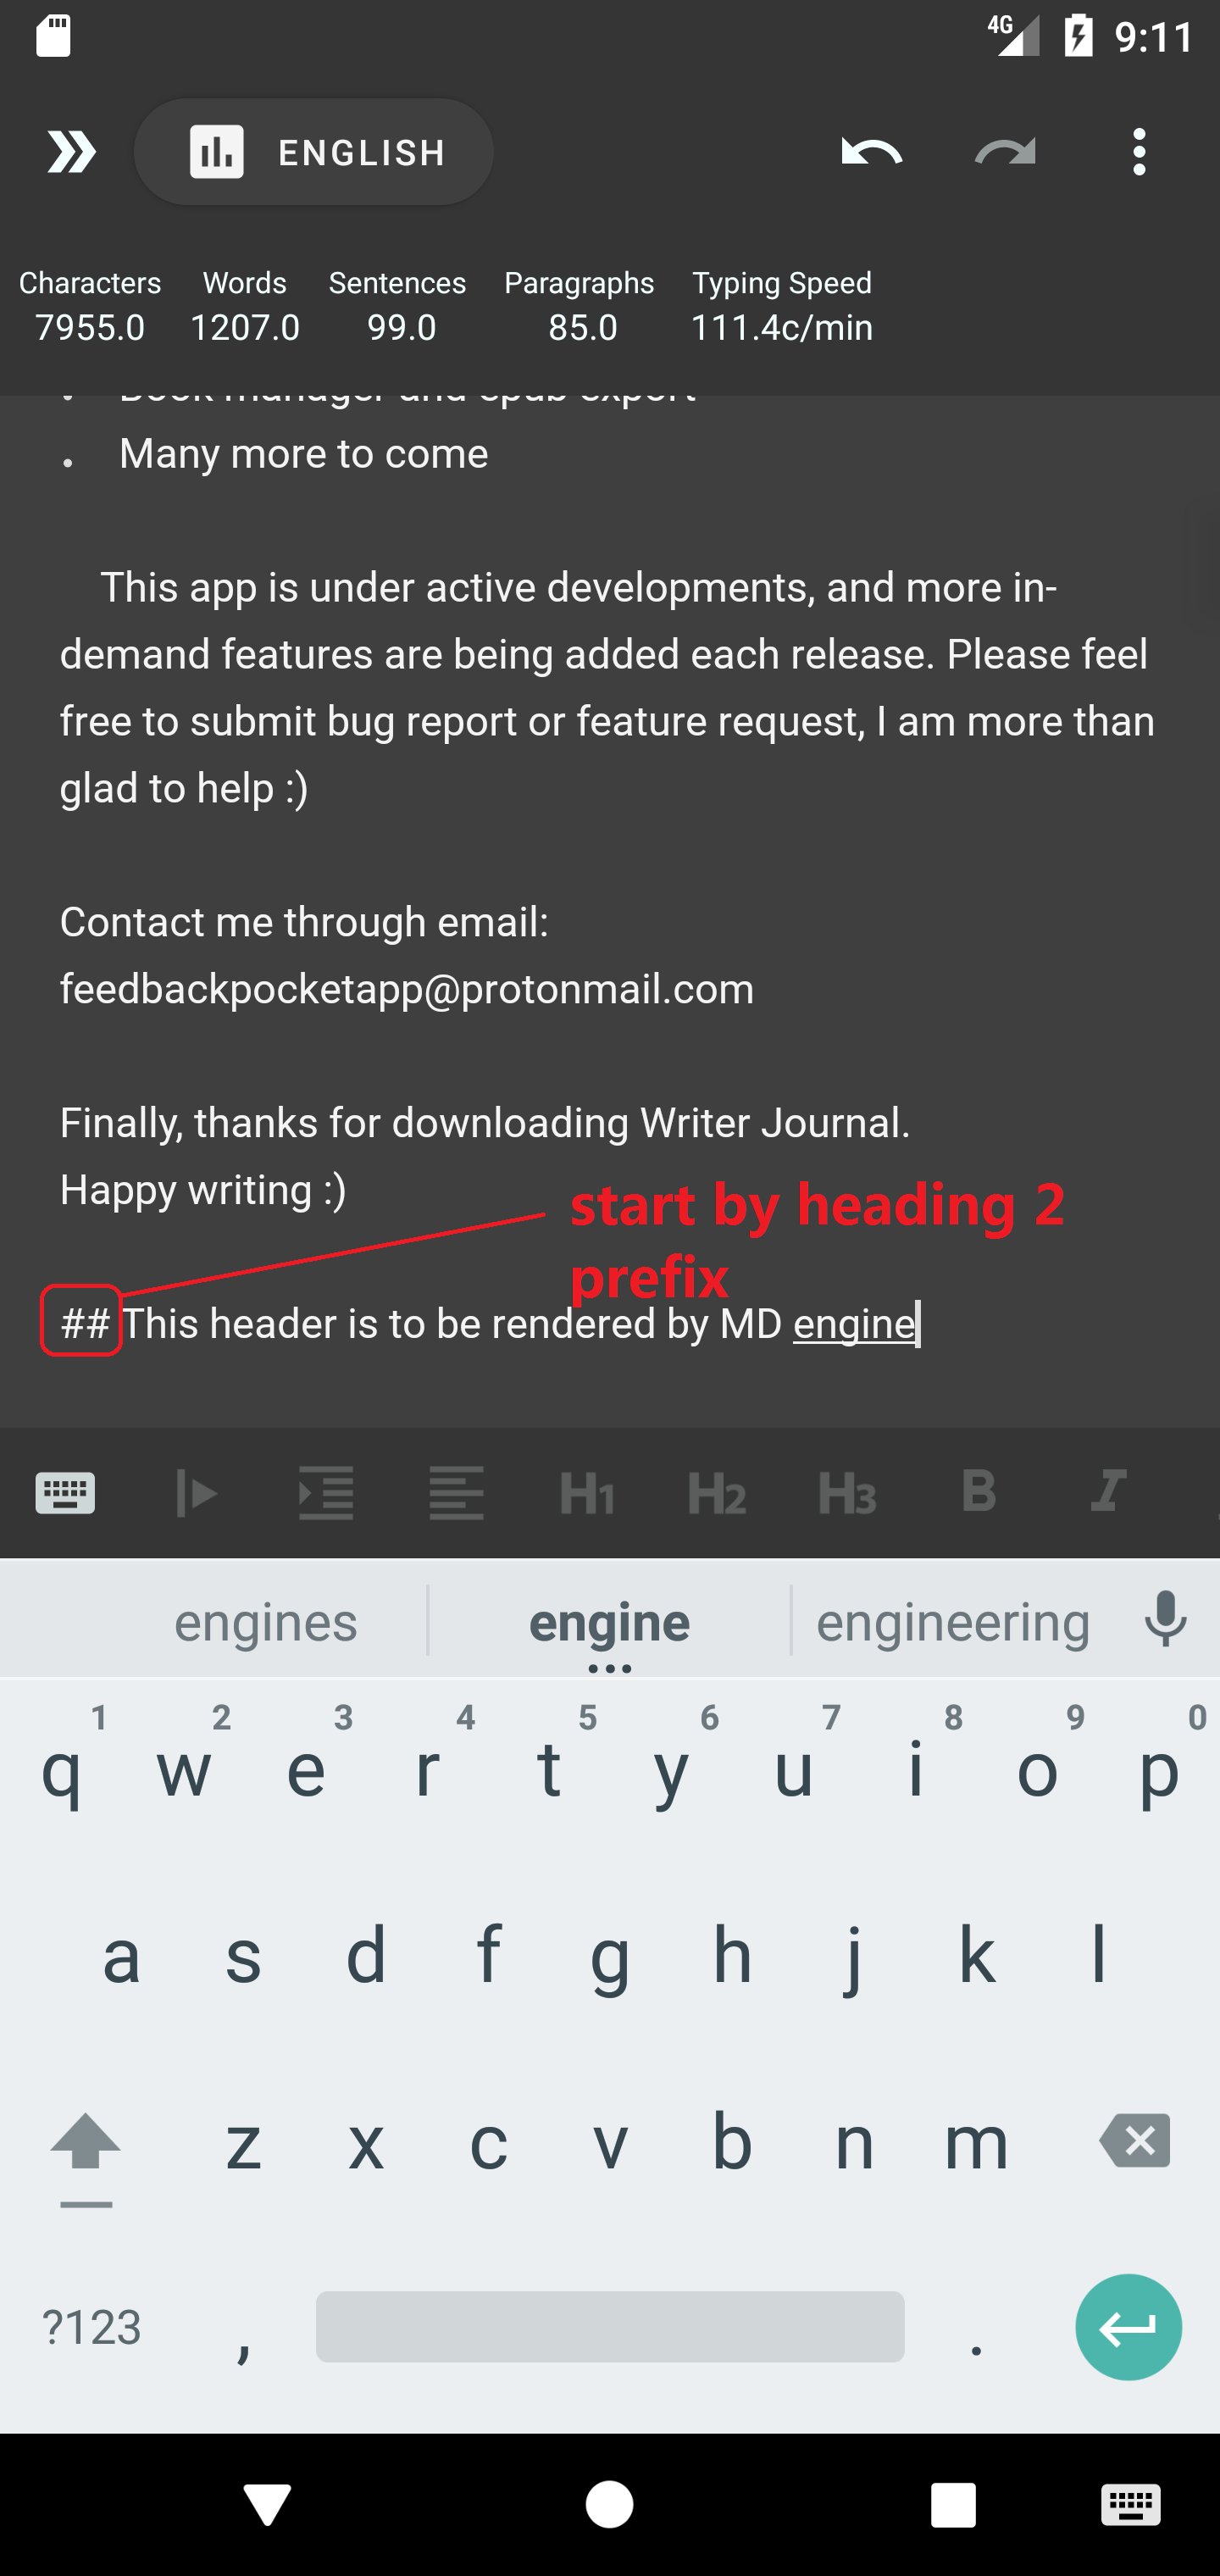 4G 9:11
ENGLISH
Characters Words Sentences Paragraphs Typing Speed
7955.0 1207.0 99.0 85.0 111.4c/min
Book manager and epub export
Many more to come
This app is under active developments, and more in-
demand features are being added each release. Please feel
free to submit bug report or feature request, I am more than
glad to help :)
Contact me through email:
feedbackpocketapp@protonmail.com
Finally, thanks for downloading Writer Journal.
Happy writing :)
start by heading 2
prefix
## This header is to be rendered by MD engine
H1 H2 H3 B I
engines engine engineering
1 2 3 4 5 6 7 8 9 0
q w e r t y u i o p
a s d f g h j k l
z x c v b n m
?123 , .